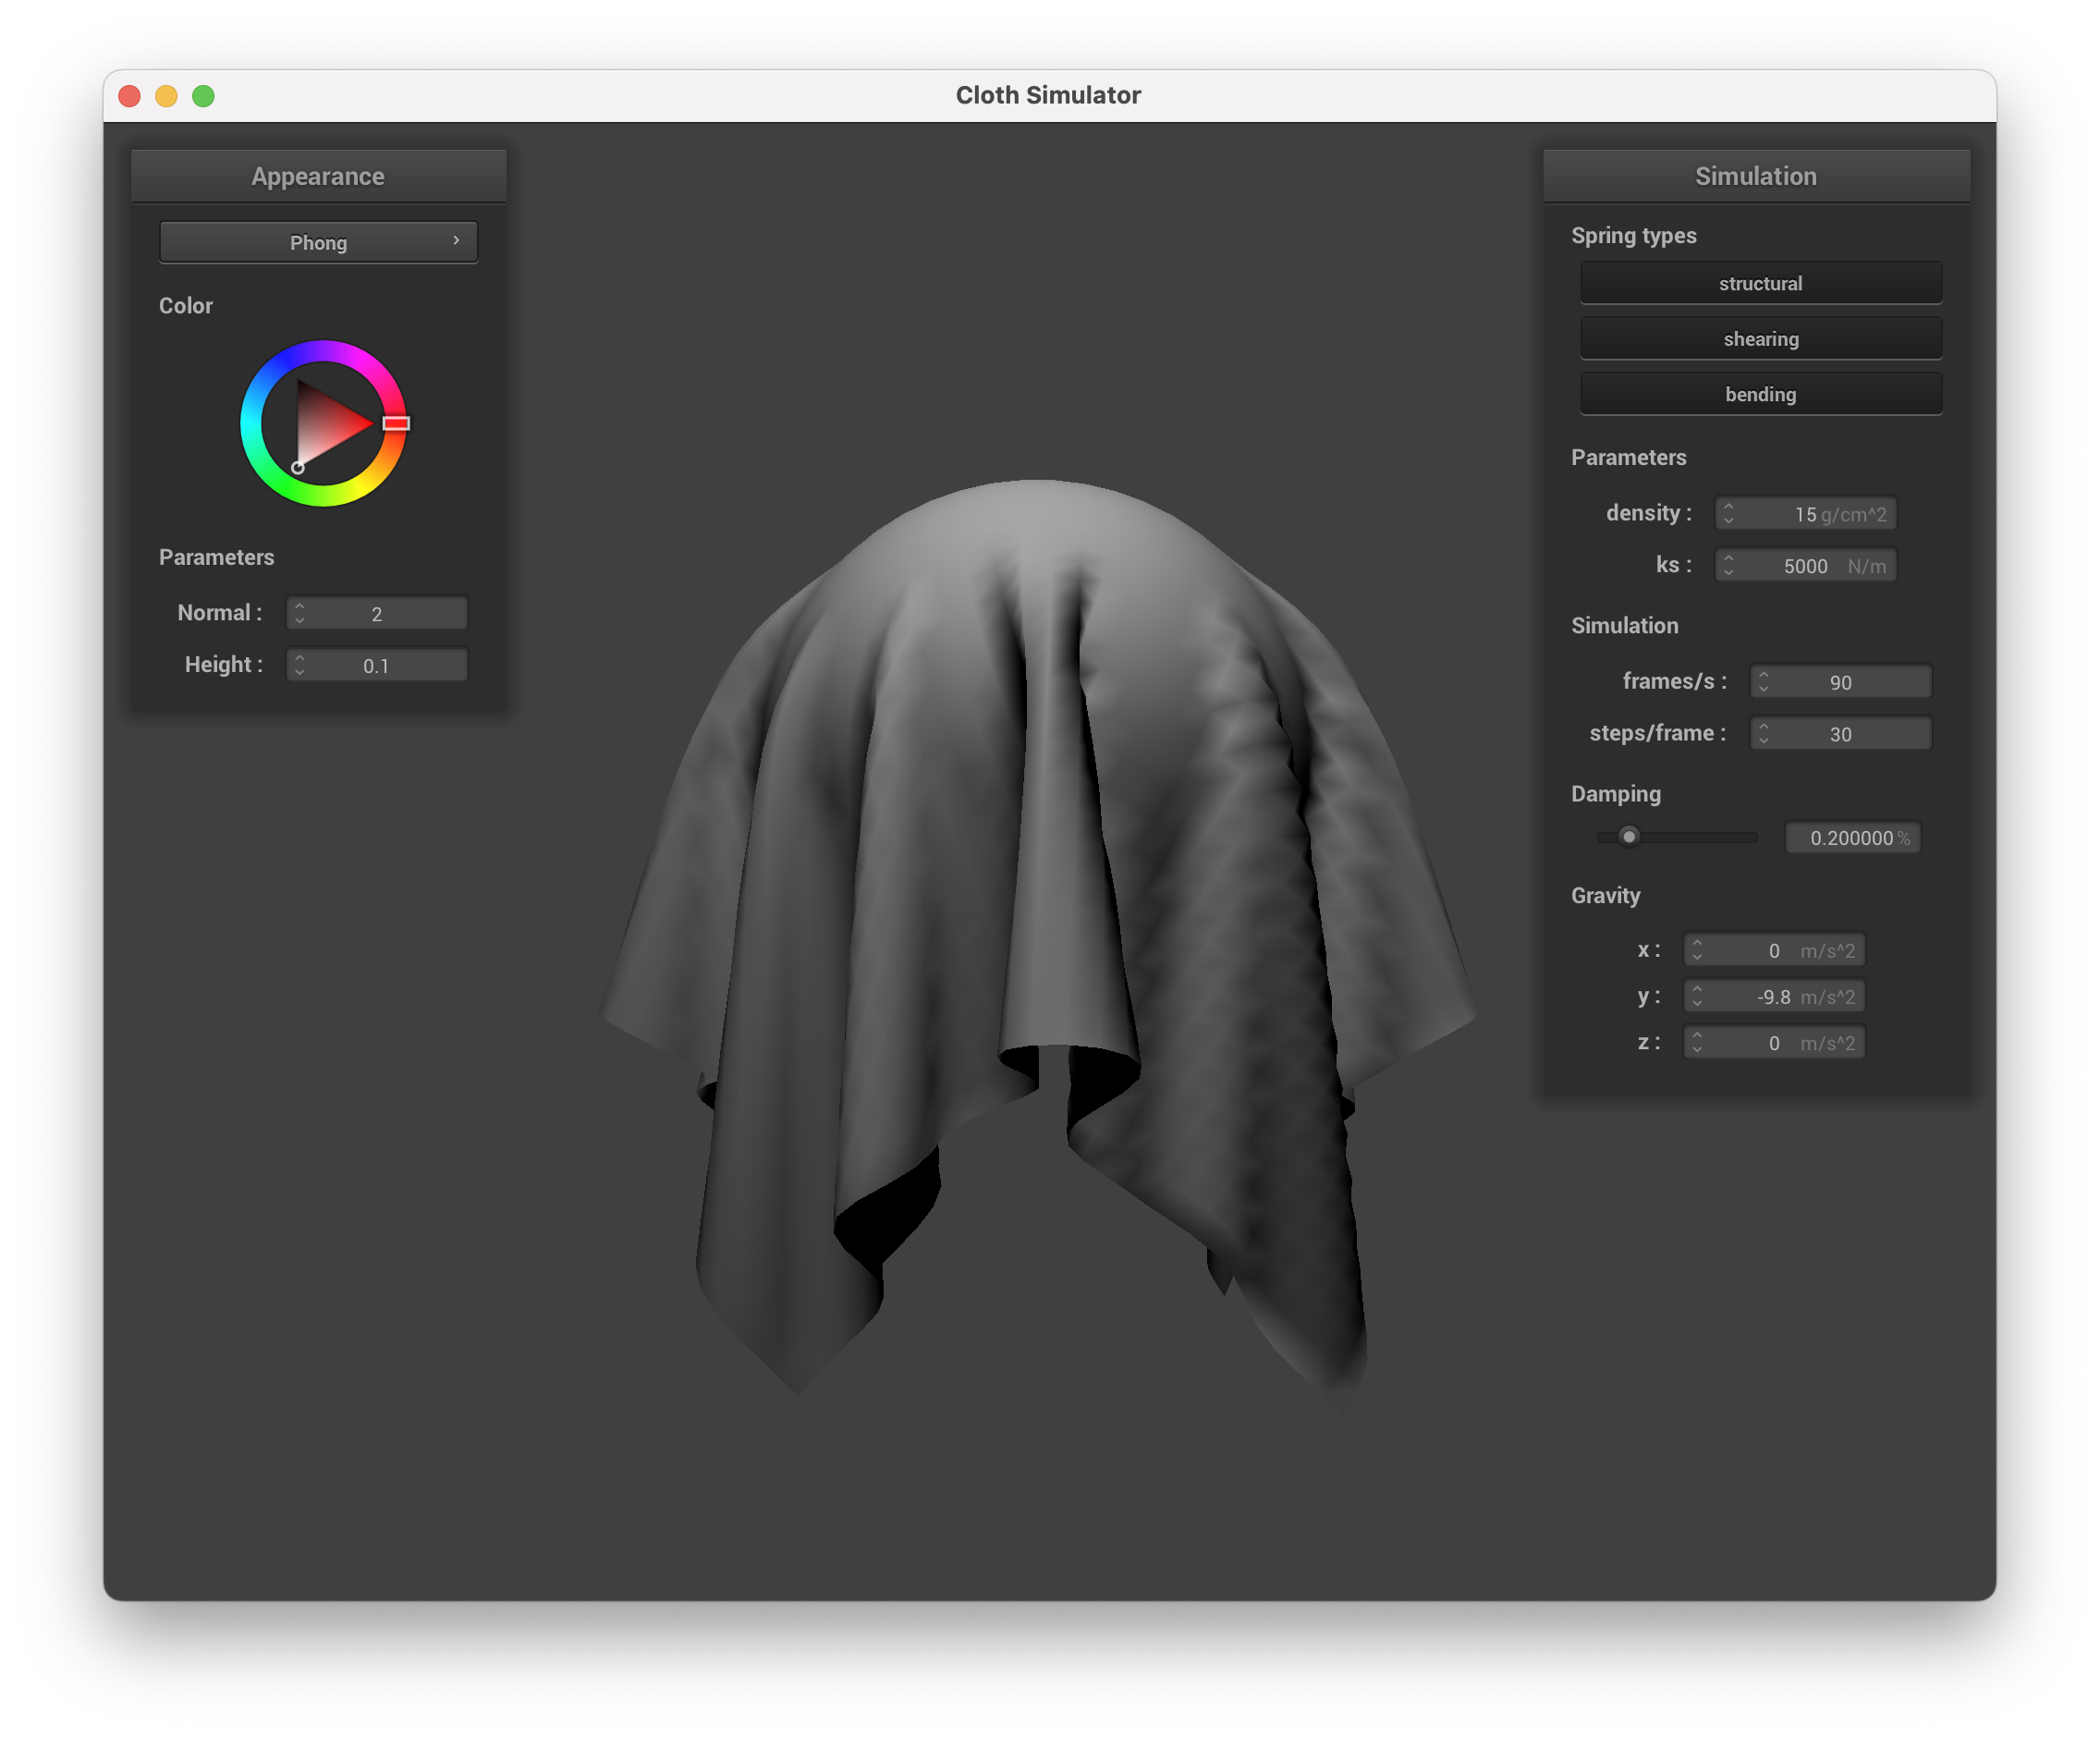 Cloth Simulator
Appearance
Phong
Color
Parameters
Normal : 2
Height : 0.1
Simulation
Spring types
structural
shearing
bending
Parameters
density : 15 g/cm^2
ks : 5000 N/m
Simulation
frames/s : 90
steps/frame : 30
Damping
0.200000 %
Gravity
x : 0 m/s^2
y : -9.8 m/s^2
z : 0 m/s^2